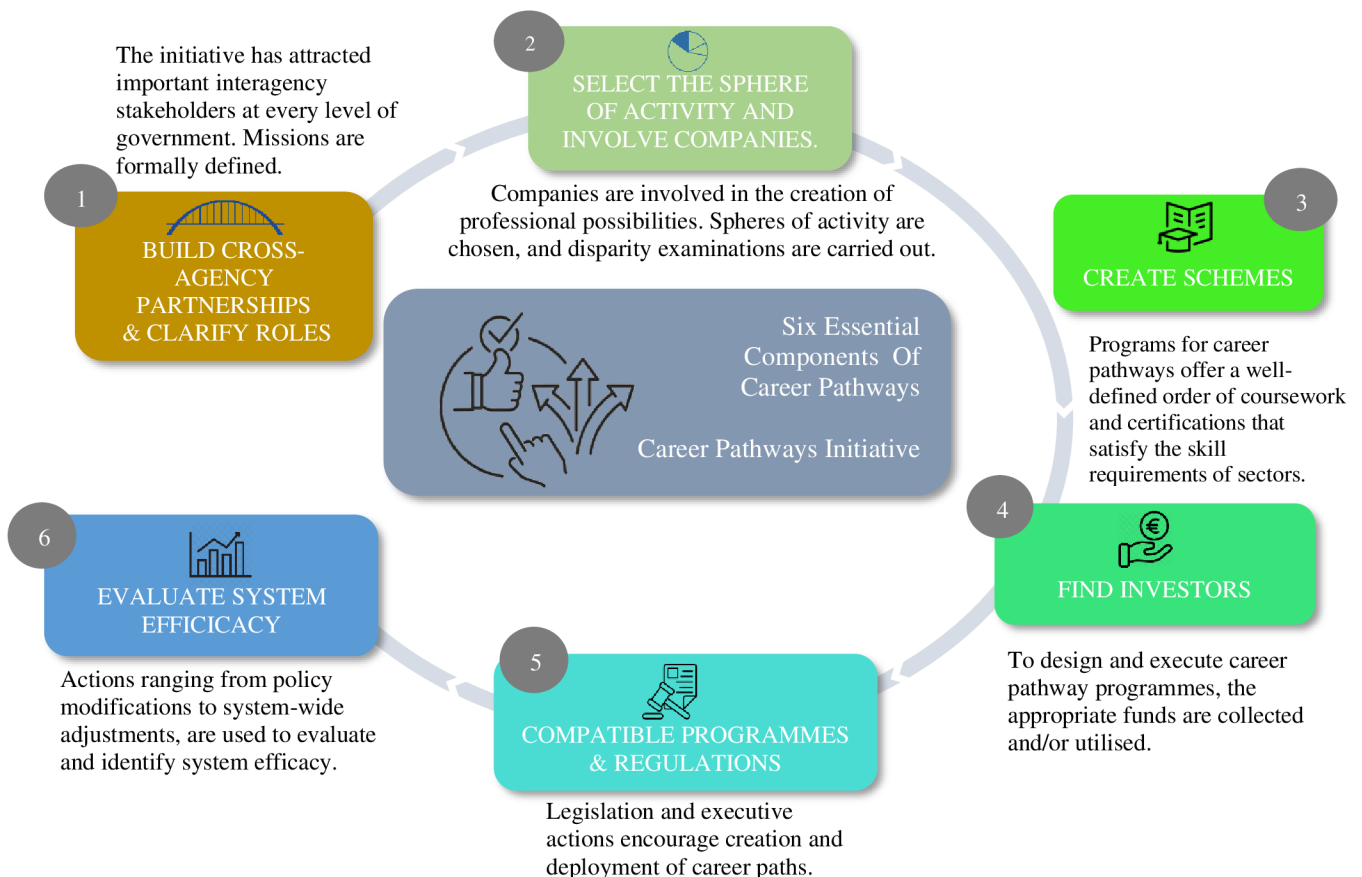 The initiative has attracted
important interagency
stakeholders at every level of
government. Missions are
formally defined.
1
BUILD CROSS-
AGENCY
PARTNERSHIPS
& CLARIFY ROLES
2
SELECT THE SPHERE
OF ACTIVITY AND
INVOLVE COMPANIES.
Companies are involved in the creation of
professional possibilities. Spheres of activity are
chosen, and disparity examinations are carried out.
3
CREATE SCHEMES
Programs for career
pathways offer a well-
defined order of coursework
and certifications that
satisfy the skill
requirements of sectors.
Six Essential
Components Of
Career Pathways
Career Pathways Initiative
4
€
FIND INVESTORS
To design and execute career
pathway programmes, the
appropriate funds are collected
and/or utilised.
5
COMPATIBLE PROGRAMMES
& REGULATIONS
Legislation and executive
actions encourage creation and
deployment of career paths.
6
EVALUATE SYSTEM
EFFICICACY
Actions ranging from policy
modifications to system-wide
adjustments, are used to evaluate
and identify system efficacy.